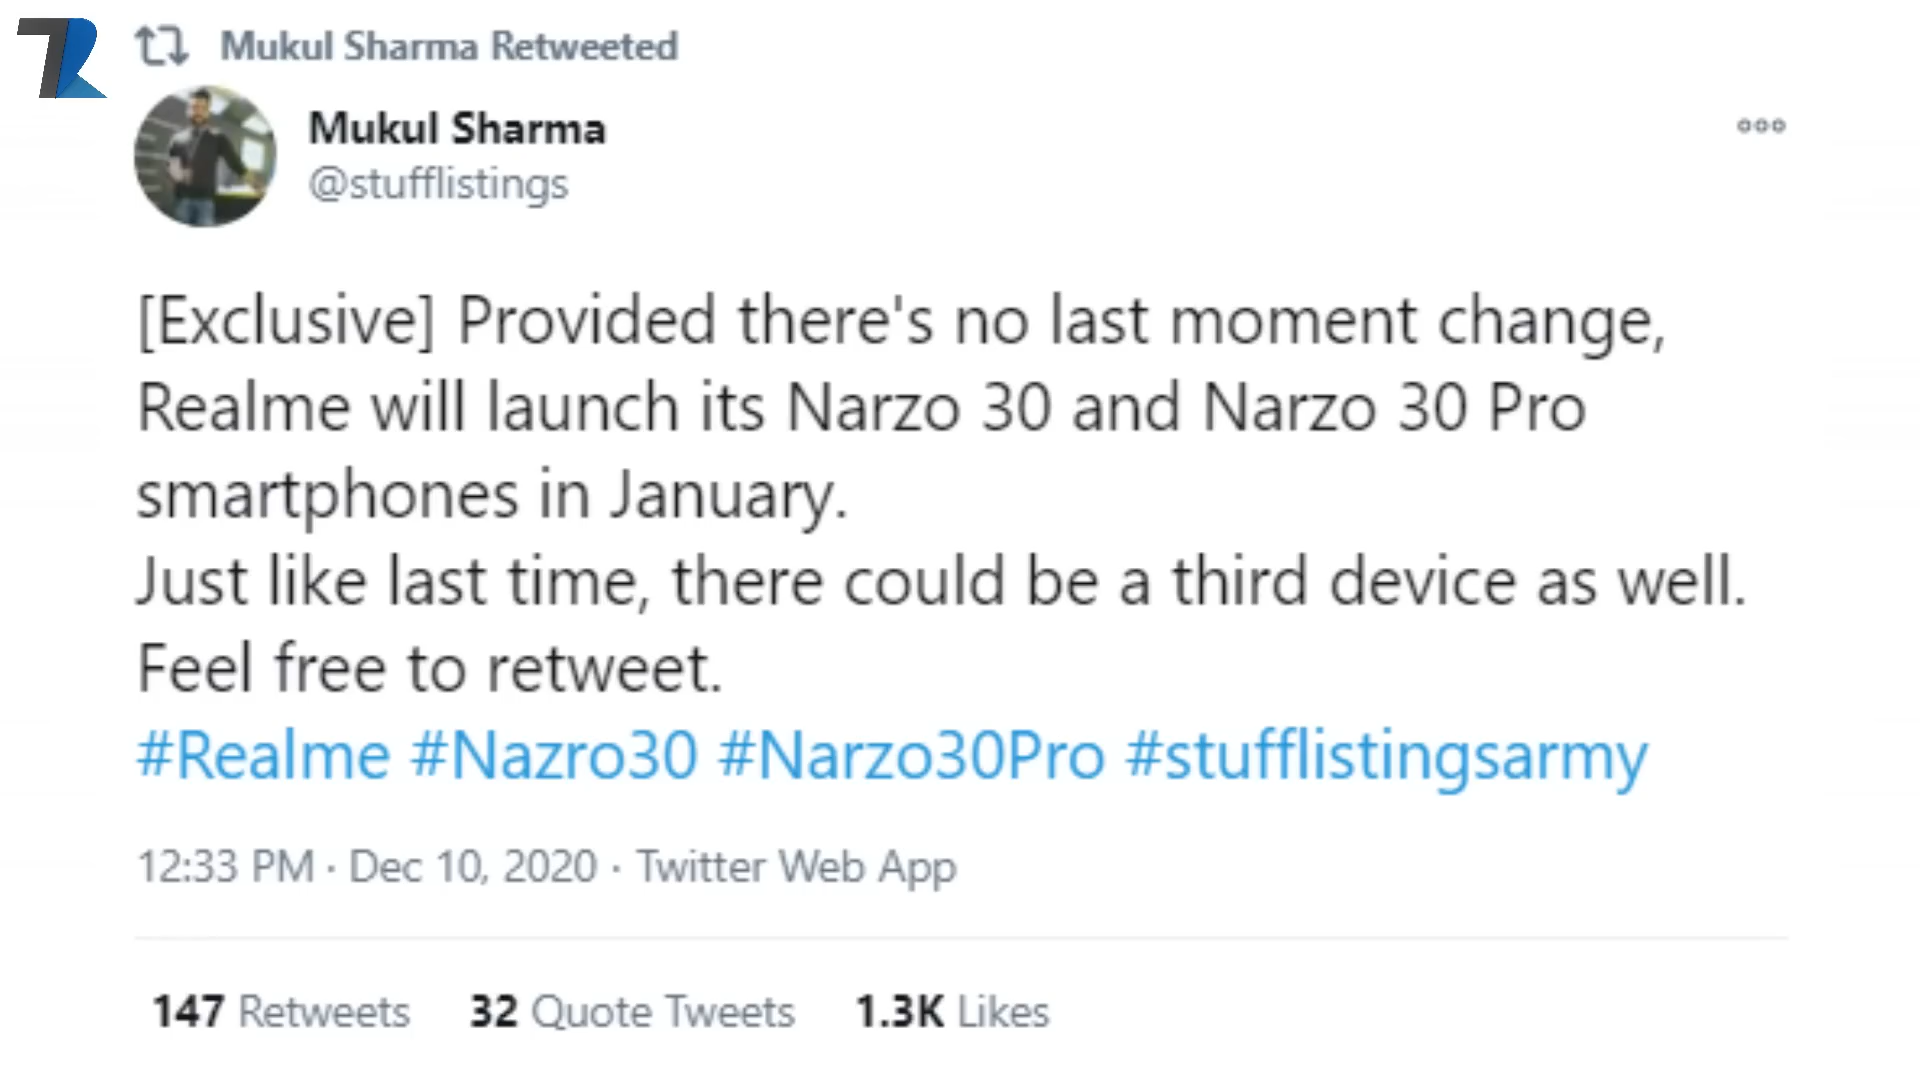 Mukul Sharma Retweeted
Mukul Sharma
@stufflistings
[Exclusive] Provided there's no last moment change,
Realme will launch its Narzo 30 and Narzo 30 Pro
smartphones in January.
Just like last time, there could be a third device as well.
Feel free to retweet.
#Realme #Nazro30 #Narzo30Pro #stufflistingsarmy
12:33 PM · Dec 10, 2020 · Twitter Web App
147 Retweets 32 Quote Tweets 1.3K Likes